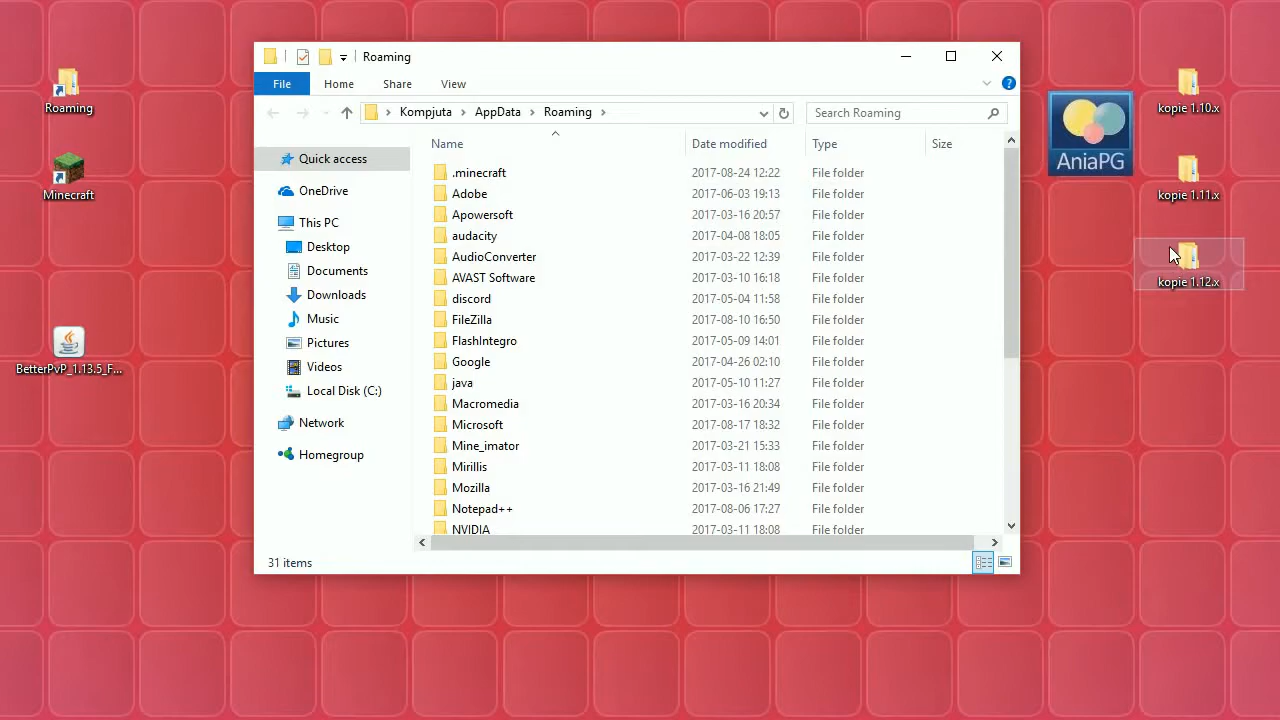 Roaming
Minecraft
BetterPvP_1.13.5_F...
Roaming
File
Home
Share
View
Kompjuta
AppData
Roaming
Search Roaming
Name
Date modified
Type
Size
Quick access
OneDrive
This PC
Desktop
Documents
Downloads
Music
Pictures
Videos
Local Disk (C:)
Network
Homegroup
.minecraft 2017-08-24 12:22 File folder
Adobe 2017-06-03 19:13 File folder
Apowersoft 2017-03-16 20:57 File folder
audacity 2017-04-08 18:05 File folder
AudioConverter 2017-03-22 12:39 File folder
AVAST Software 2017-03-10 16:18 File folder
discord 2017-05-04 11:58 File folder
FileZilla 2017-08-10 16:50 File folder
FlashIntegro 2017-05-09 14:01 File folder
Google 2017-04-26 02:10 File folder
java 2017-05-10 11:27 File folder
Macromedia 2017-03-16 20:34 File folder
Microsoft 2017-08-17 18:32 File folder
Mine_imator 2017-03-21 15:33 File folder
Mirillis 2017-03-11 18:08 File folder
Mozilla 2017-03-16 21:49 File folder
Notepad++ 2017-08-06 17:27 File folder
NVIDIA 2017-03-11 18:08 File folder
31 items
AniaPG
kopie 1.10.x
kopie 1.11.x
kopie 1.12.x